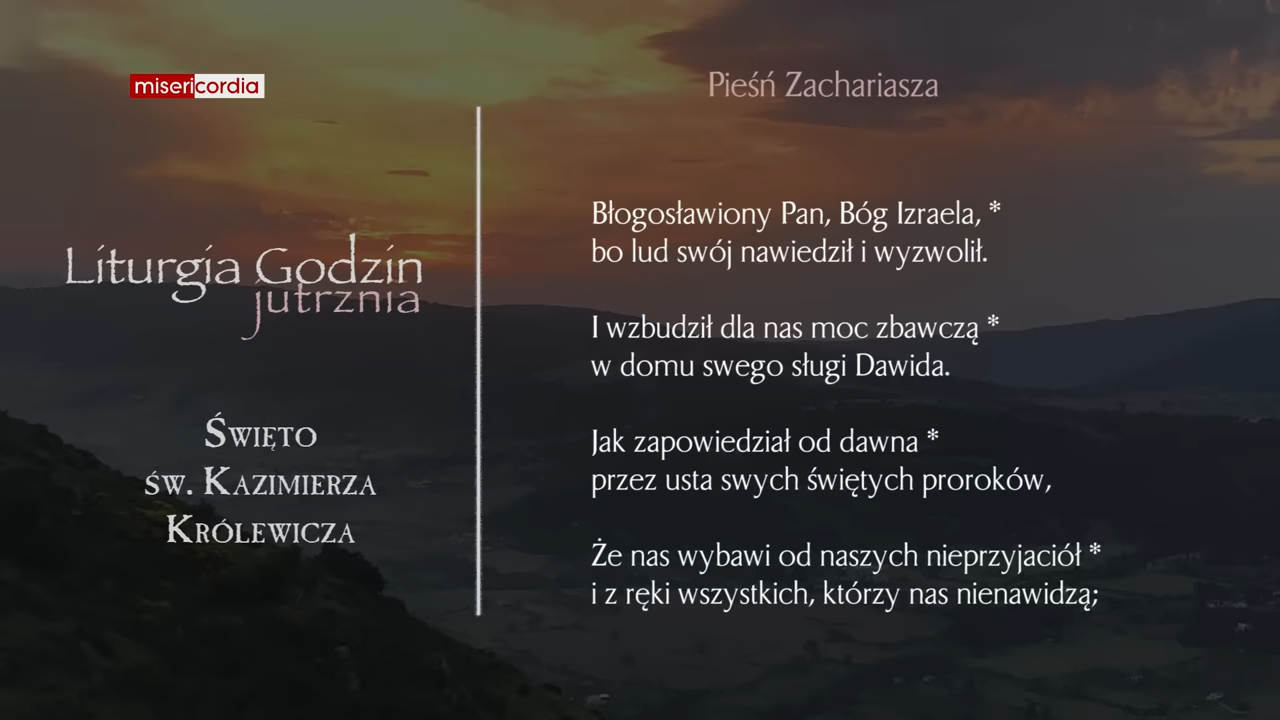 misericordia
Liturgia Godzin
jutrznia
Święto
św. Kazimierza
Królewicza
Pieśń Zachariasza
Błogosławiony Pan, Bóg Izraela, *
bo lud swój nawiedził i wyzwolił.
I wzbudził dla nas moc zbawczą *
w domu swego sługi Dawida.
Jak zapowiedział od dawna *
przez usta swych świętych proroków,
Że nas wybawi od naszych nieprzyjaciół *
i z ręki wszystkich, którzy nas nienawidzą;